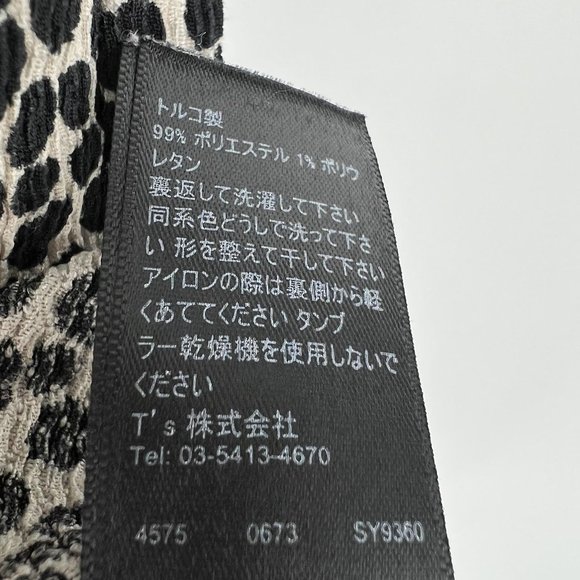 トルコ製
99% ポリエステル 1% ポリウ
レタン
裏返して洗濯して下さい
同系色どうしで洗って下さ
い 形を整えて干して下さい
アイロンの際は裏側から軽
くあててください タンブ
ラー乾燥機を使用しないで
ください
T's 株式会社
Tel: 03-5413-4670
4575 0673 SY9360